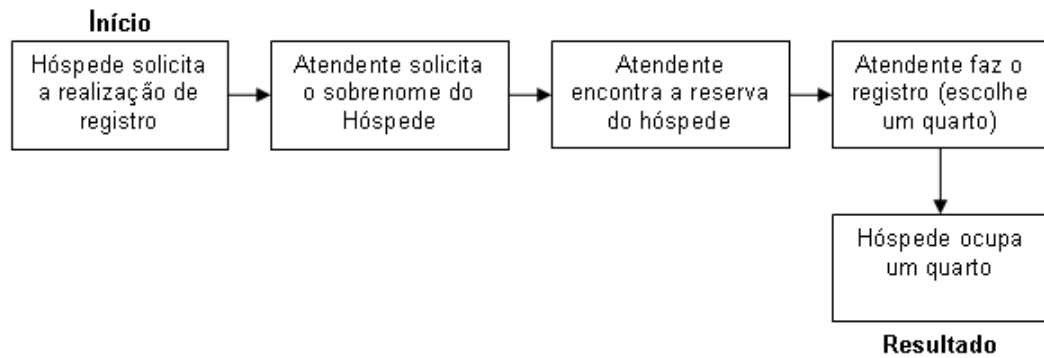 Início
Hóspede solicita
a realização de
registro
Atendente solicita
o sobrenome do
Hóspede
Atendente
encontra a reserva
do hóspede
Atendente faz o
registro (escolhe
um quarto)
Hóspede ocupa
um quarto
Resultado